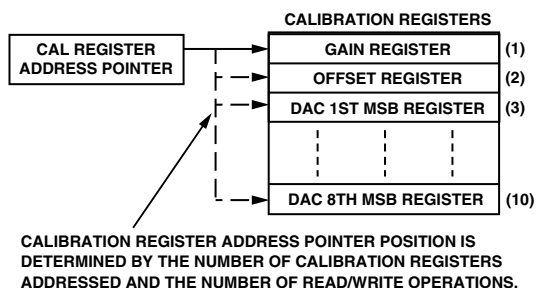 CALIBRATION REGISTERS
CAL REGISTER
ADDRESS POINTER
GAIN REGISTER (1)
OFFSET REGISTER (2)
DAC 1ST MSB REGISTER (3)
DAC 8TH MSB REGISTER (10)
CALIBRATION REGISTER ADDRESS POINTER POSITION IS
DETERMINED BY THE NUMBER OF CALIBRATION REGISTERS
ADDRESSED AND THE NUMBER OF READ/WRITE OPERATIONS.